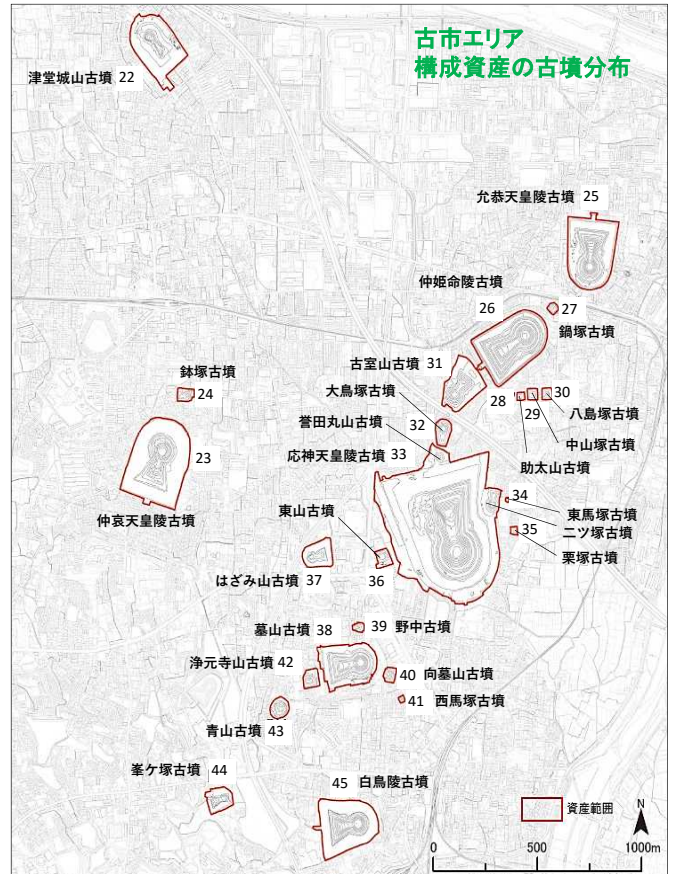 古市エリア
構成資産の古墳分布
津堂城山古墳 22
允恭天皇陵古墳 25
仲姫命陵古墳
26
27
鍋塚古墳
古室山古墳 31
鉢塚古墳
24
大鳥塚古墳
32
28
29
30
八島塚古墳
中山塚古墳
助太山古墳
誉田丸山古墳
応神天皇陵古墳 33
23
仲哀天皇陵古墳
34
東馬塚古墳
二ツ塚古墳
35
栗塚古墳
東山古墳
36
はざみ山古墳 37
墓山古墳 38
39 野中古墳
浄元寺山古墳 42
40 向墓山古墳
41 西馬塚古墳
青山古墳 43
峯ケ塚古墳 44
45 白鳥陵古墳
資産範囲
N
0 500 1000m